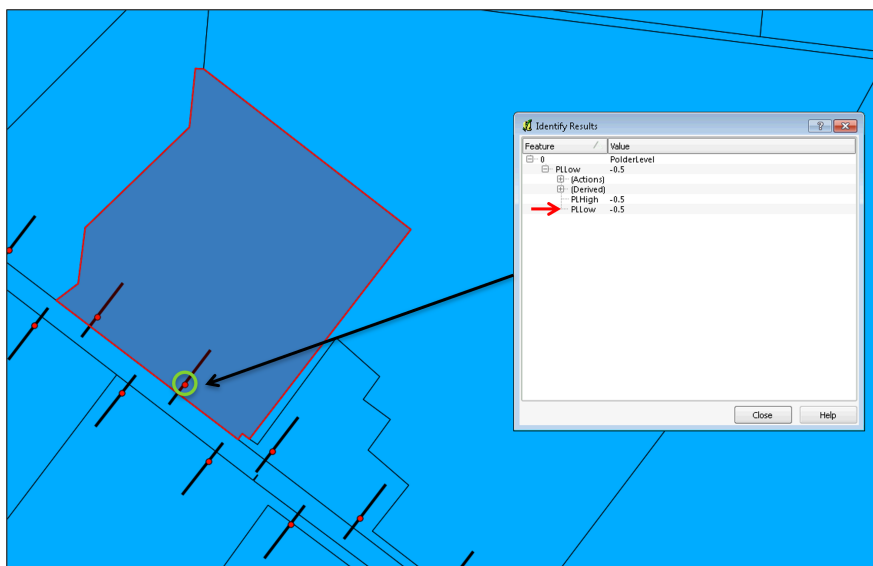 Identify Results
Feature Value
0 PolderLevel
PLLow -0.5
(Actions)
(Derived)
PLHigh -0.5
PLLow -0.5
Close Help